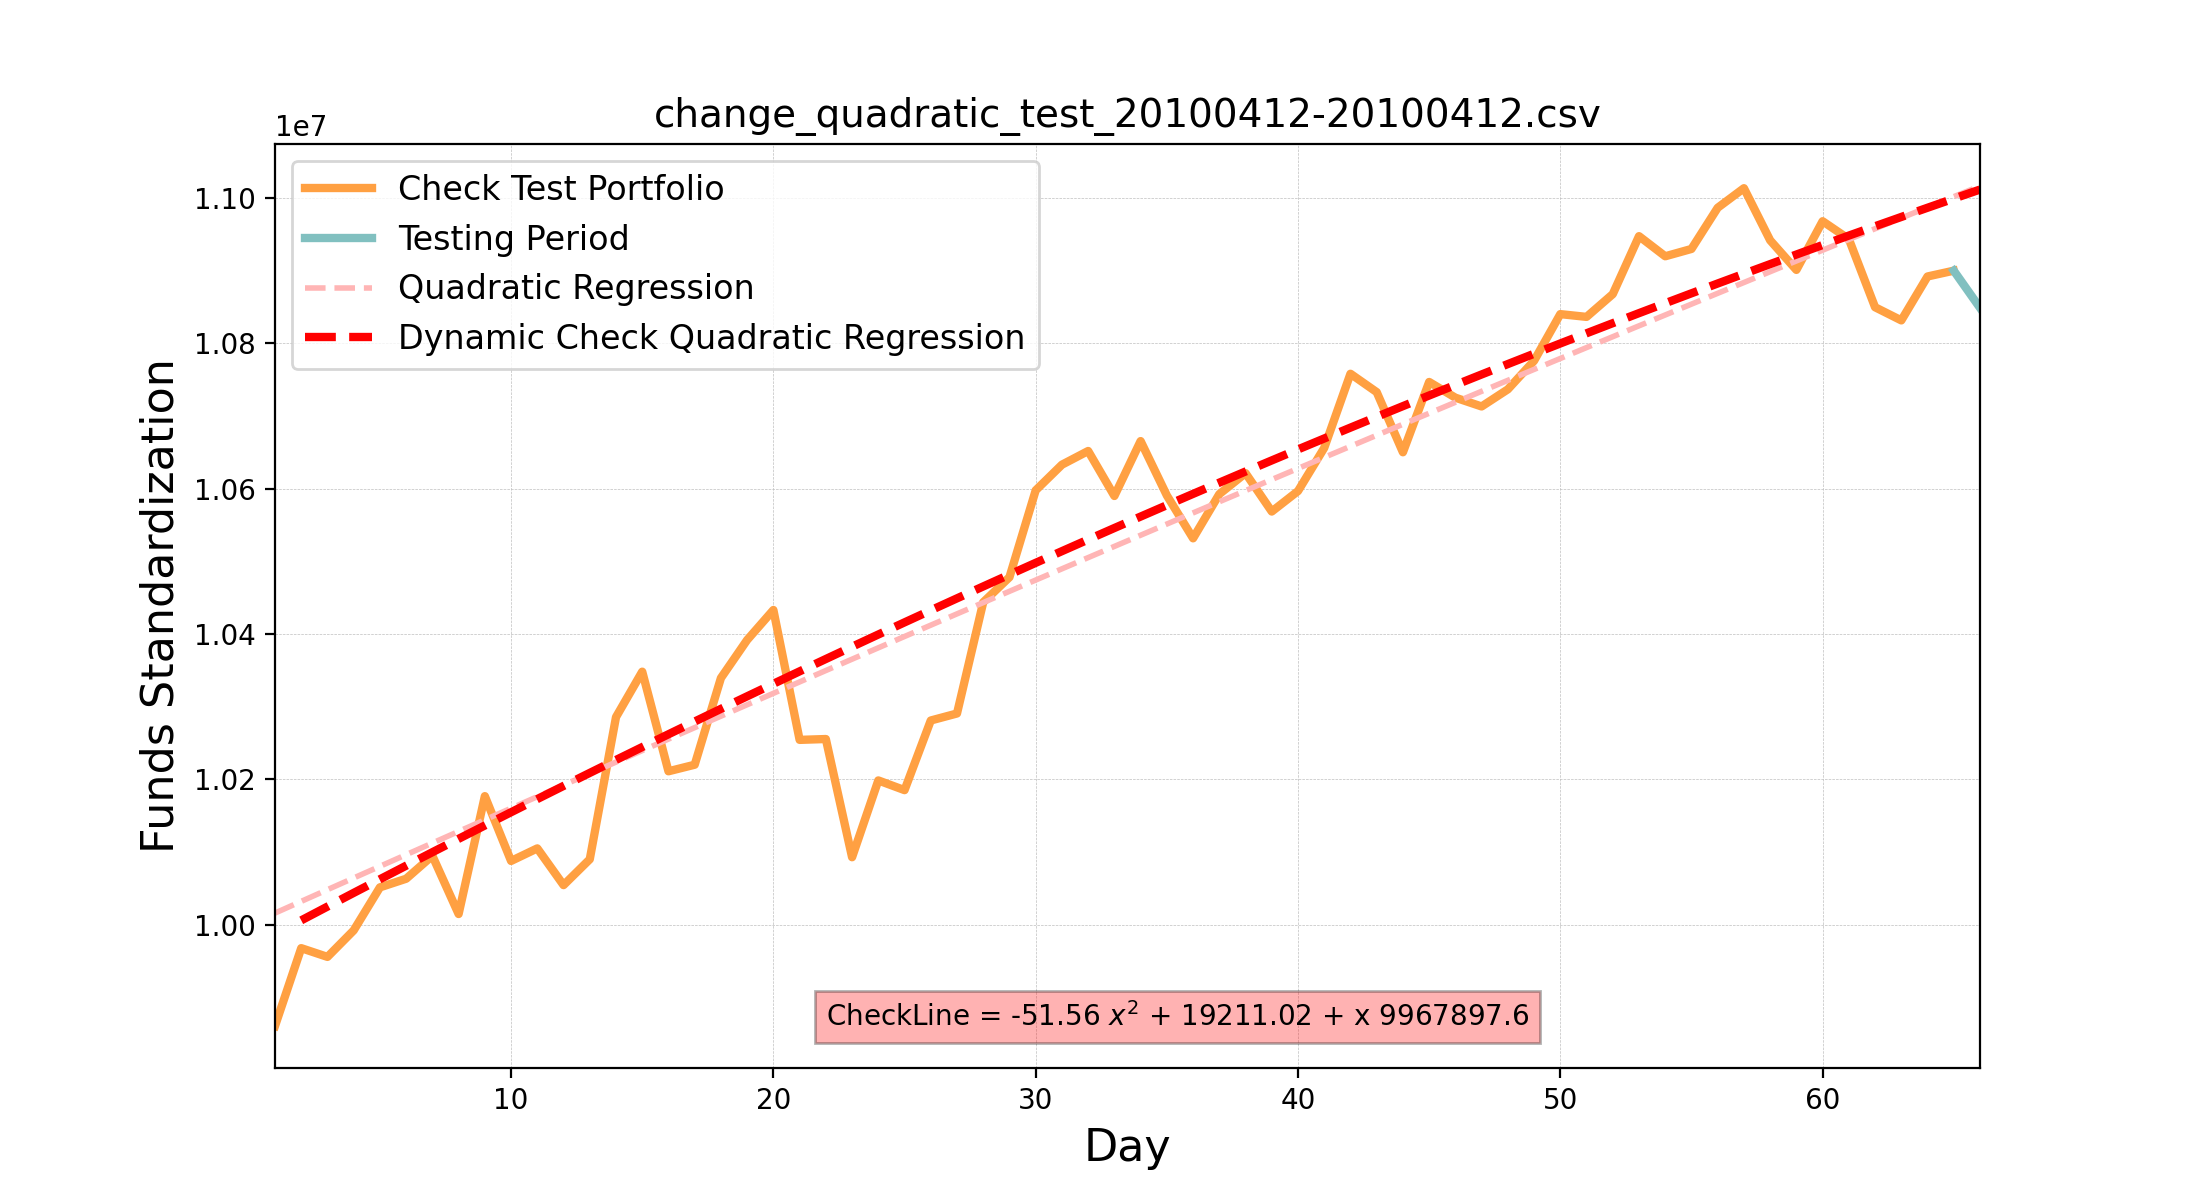 change_quadratic_test_20100412-20100412.csv
1e7
Check Test Portfolio
Testing Period
Quadratic Regression
Dynamic Check Quadratic Regression
1.10
1.08
1.06
1.04
1.02
1.00
Funds Standardization
CheckLine = -51.56 x² + 19211.02 + x 9967897.6
10 20 30 40 50 60
Day